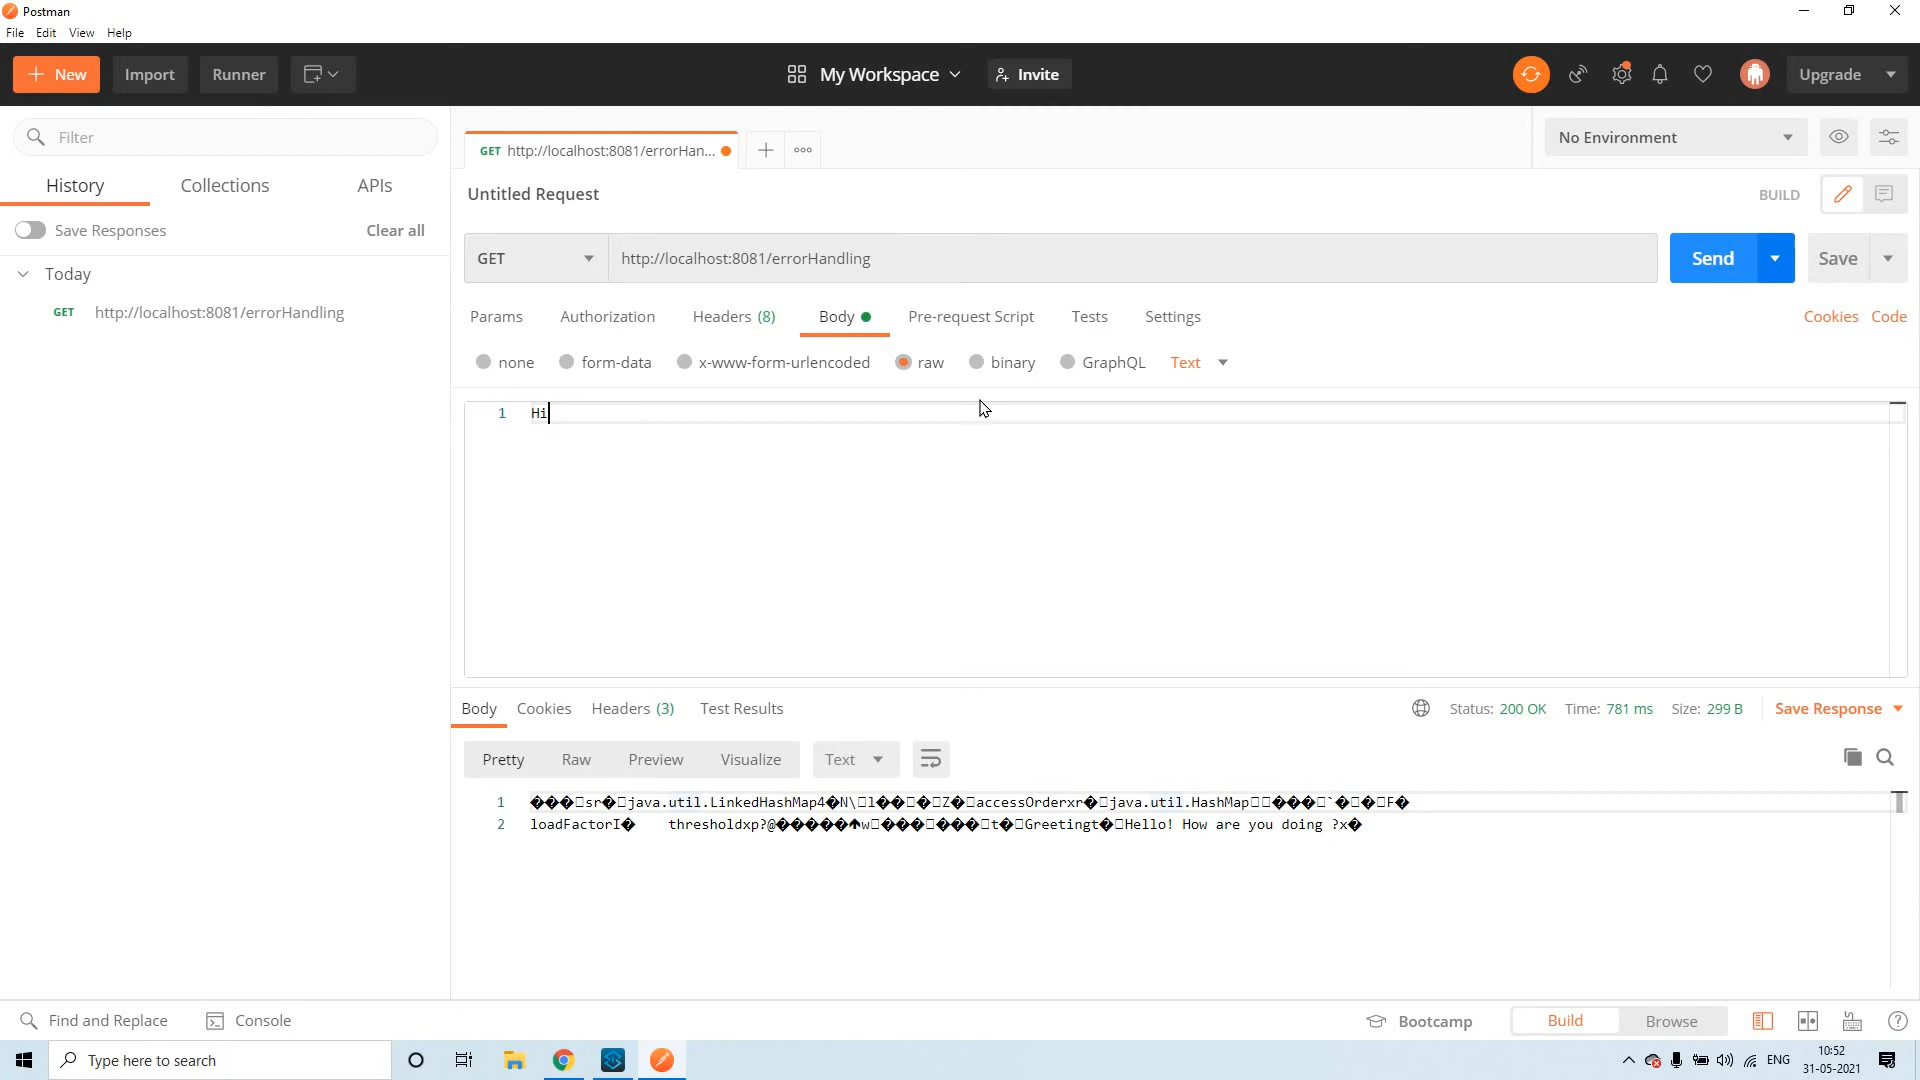 Postman
File Edit View Help
New Import Runner My Workspace Invite Upgrade
Filter
History Collections APIs
Save Responses Clear all
Today
GET http://localhost:8081/errorHandling
GET http://localhost:8081/errorHan...
No Environment
Untitled Request
BUILD
GET http://localhost:8081/errorHandling Send Save
Params Authorization Headers (8) Body Pre-request Script Tests Settings Cookies Code
none form-data x-www-form-urlencoded raw binary GraphQL Text
1 Hi
Body Cookies Headers (3) Test Results Status: 200 OK Time: 781 ms Size: 299 B Save Response
Pretty Raw Preview Visualize Text
1 ���□sr�□java.util.LinkedHashMap4�N\□l��□�□Z�□accessOrderxr�□java.util.HashMap□□���□`�□�□F�
2 loadFactorI� thresholdxp?@�����w□���□���□t�□Greetingt�□Hello! How are you doing ?x�
Find and Replace Console Bootcamp Build Browse
Type here to search ENG
10:52
31-05-2021